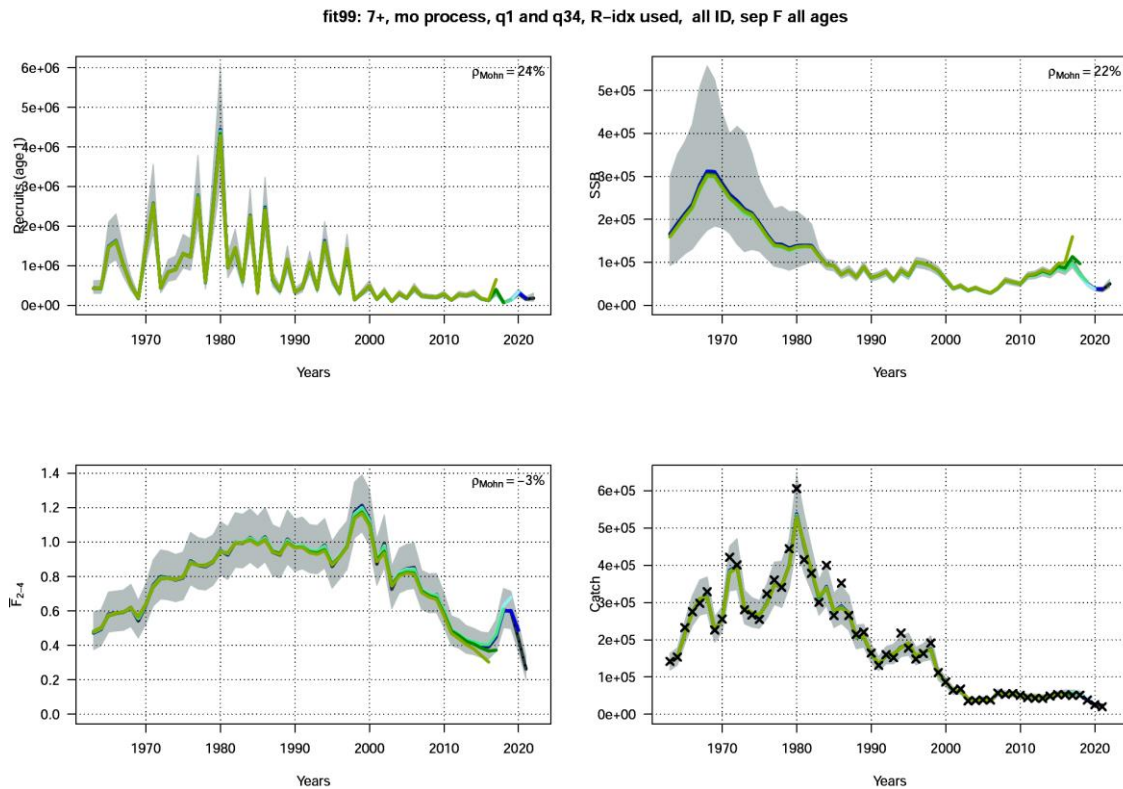 fit99: 7+, mo process, q1 and q34, R−idx used, all ID, sep F all ages
ρMohn = 24%
6e+06
5e+06
4e+06
3e+06
2e+06
1e+06
0e+00
Recruits (age 1)
1970 1980 1990 2000 2010 2020
Years
ρMohn = 22%
5e+05
4e+05
3e+05
2e+05
1e+05
0e+00
SSB
1970 1980 1990 2000 2010 2020
Years
ρMohn = −3%
1.4
1.2
1.0
0.8
0.6
0.4
0.2
0.0
F̅2−4
1970 1980 1990 2000 2010 2020
Years
6e+05
5e+05
4e+05
3e+05
2e+05
1e+05
0e+00
Catch
1970 1980 1990 2000 2010 2020
Years